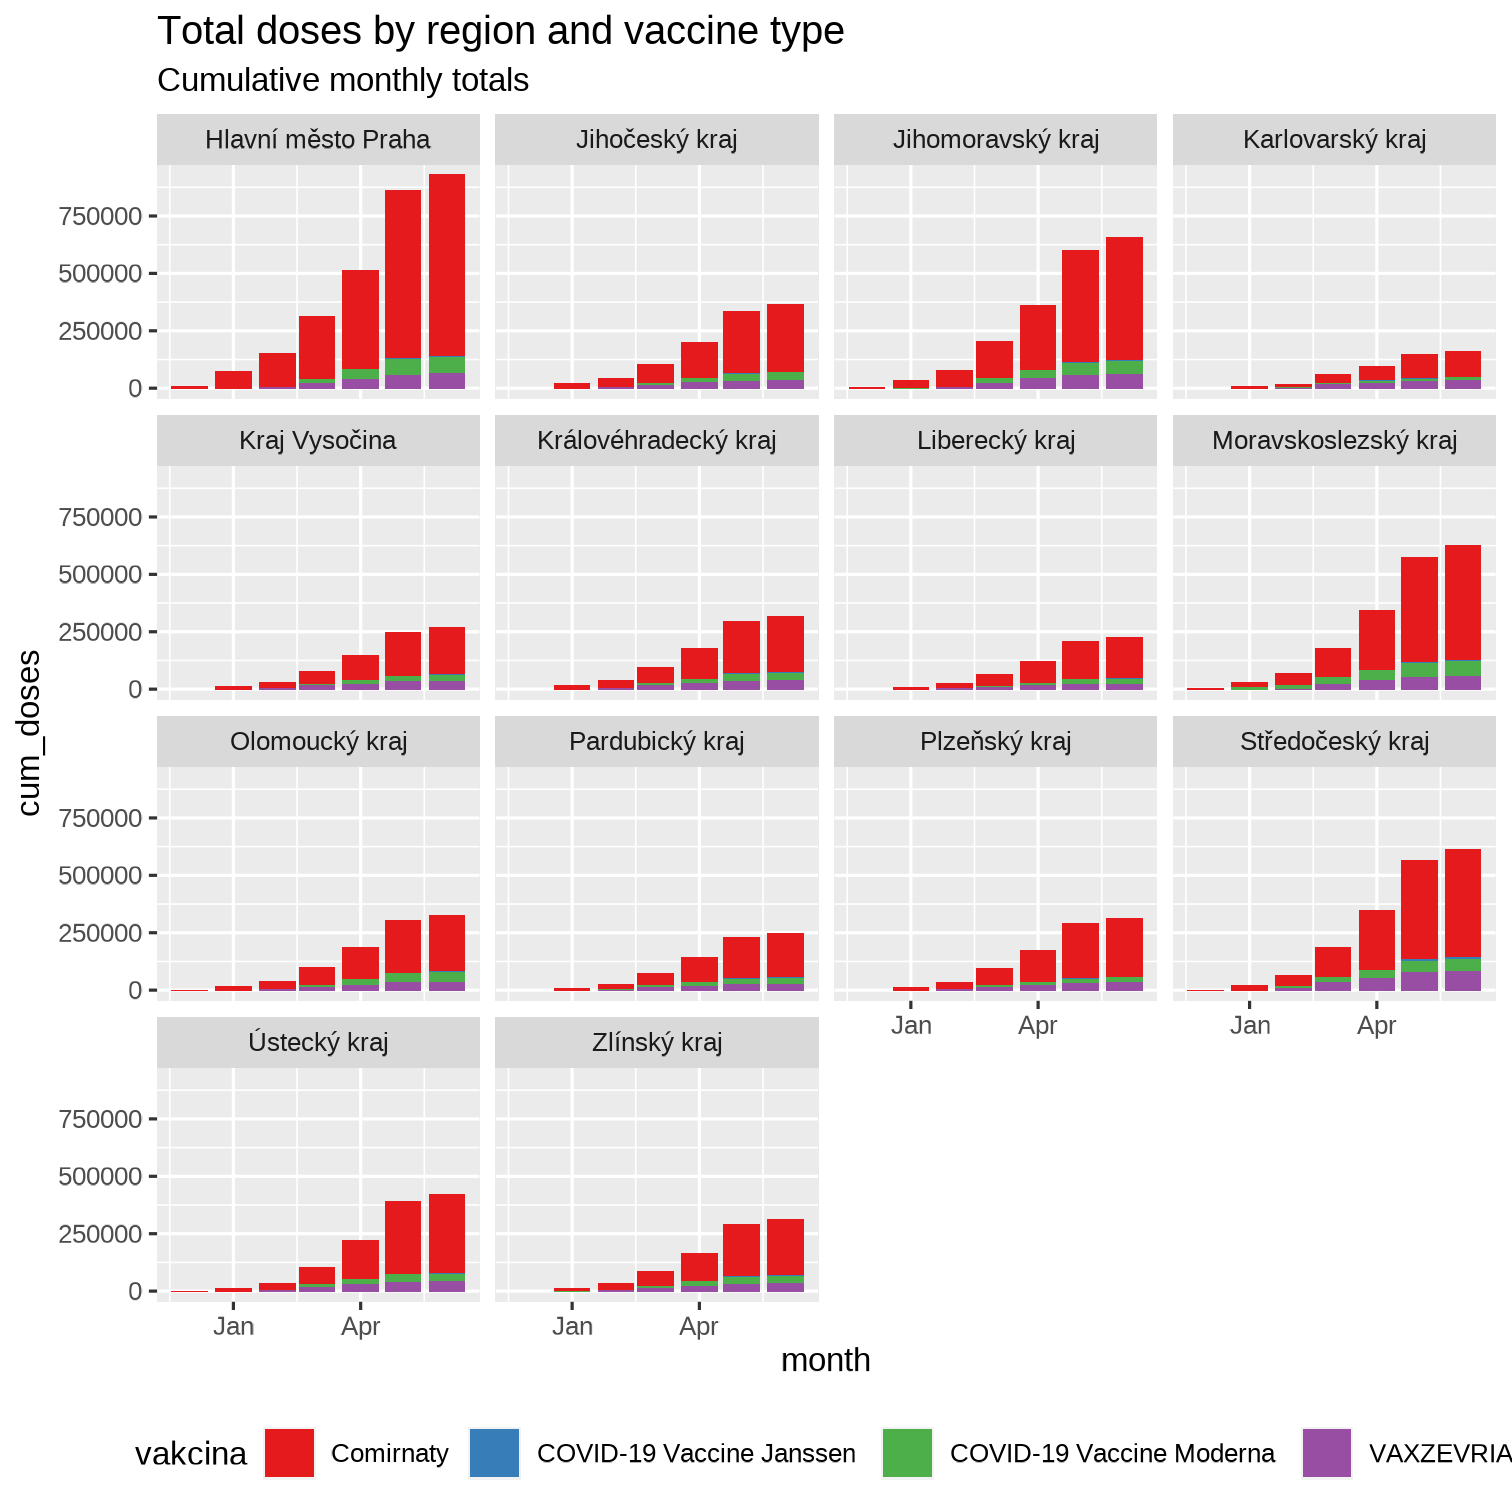 Total doses by region and vaccine type
Cumulative monthly totals
Hlavní město Praha
Jihočeský kraj
Jihomoravský kraj
Karlovarský kraj
750000
500000
250000
0
Kraj Vysočina
Královéhradecký kraj
Liberecký kraj
Moravskoslezský kraj
750000
500000
250000
0
cum_doses
Olomoucký kraj
Pardubický kraj
Plzeňský kraj
Středočeský kraj
750000
500000
250000
0
Jan
Apr
Jan
Apr
Ústecký kraj
Zlínský kraj
750000
500000
250000
0
Jan
Apr
Jan
Apr
month
vakcina
Comirnaty
COVID-19 Vaccine Janssen
COVID-19 Vaccine Moderna
VAXZEVRIA